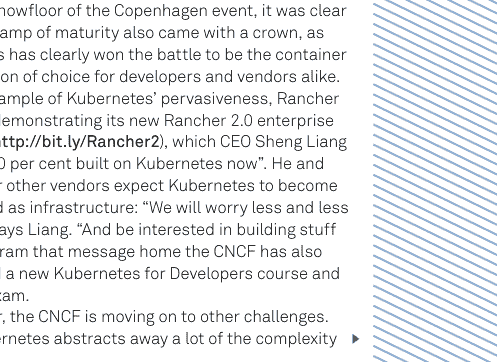 howfloor of the Copenhagen event, it was clear
amp of maturity also came with a crown, as
s has clearly won the battle to be the container
on of choice for developers and vendors alike.
ample of Kubernetes' pervasiveness, Rancher
demonstrating its new Rancher 2.0 enterprise
ttp://bit.ly/Rancher2), which CEO Sheng Liang
0 per cent built on Kubernetes now”. He and
r other vendors expect Kubernetes to become
d as infrastructure: “We will worry less and less
ays Liang. “And be interested in building stuff
ram that message home the CNCF has also
d a new Kubernetes for Developers course and
xam.
r, the CNCF is moving on to other challenges.
ernetes abstracts away a lot of the complexity